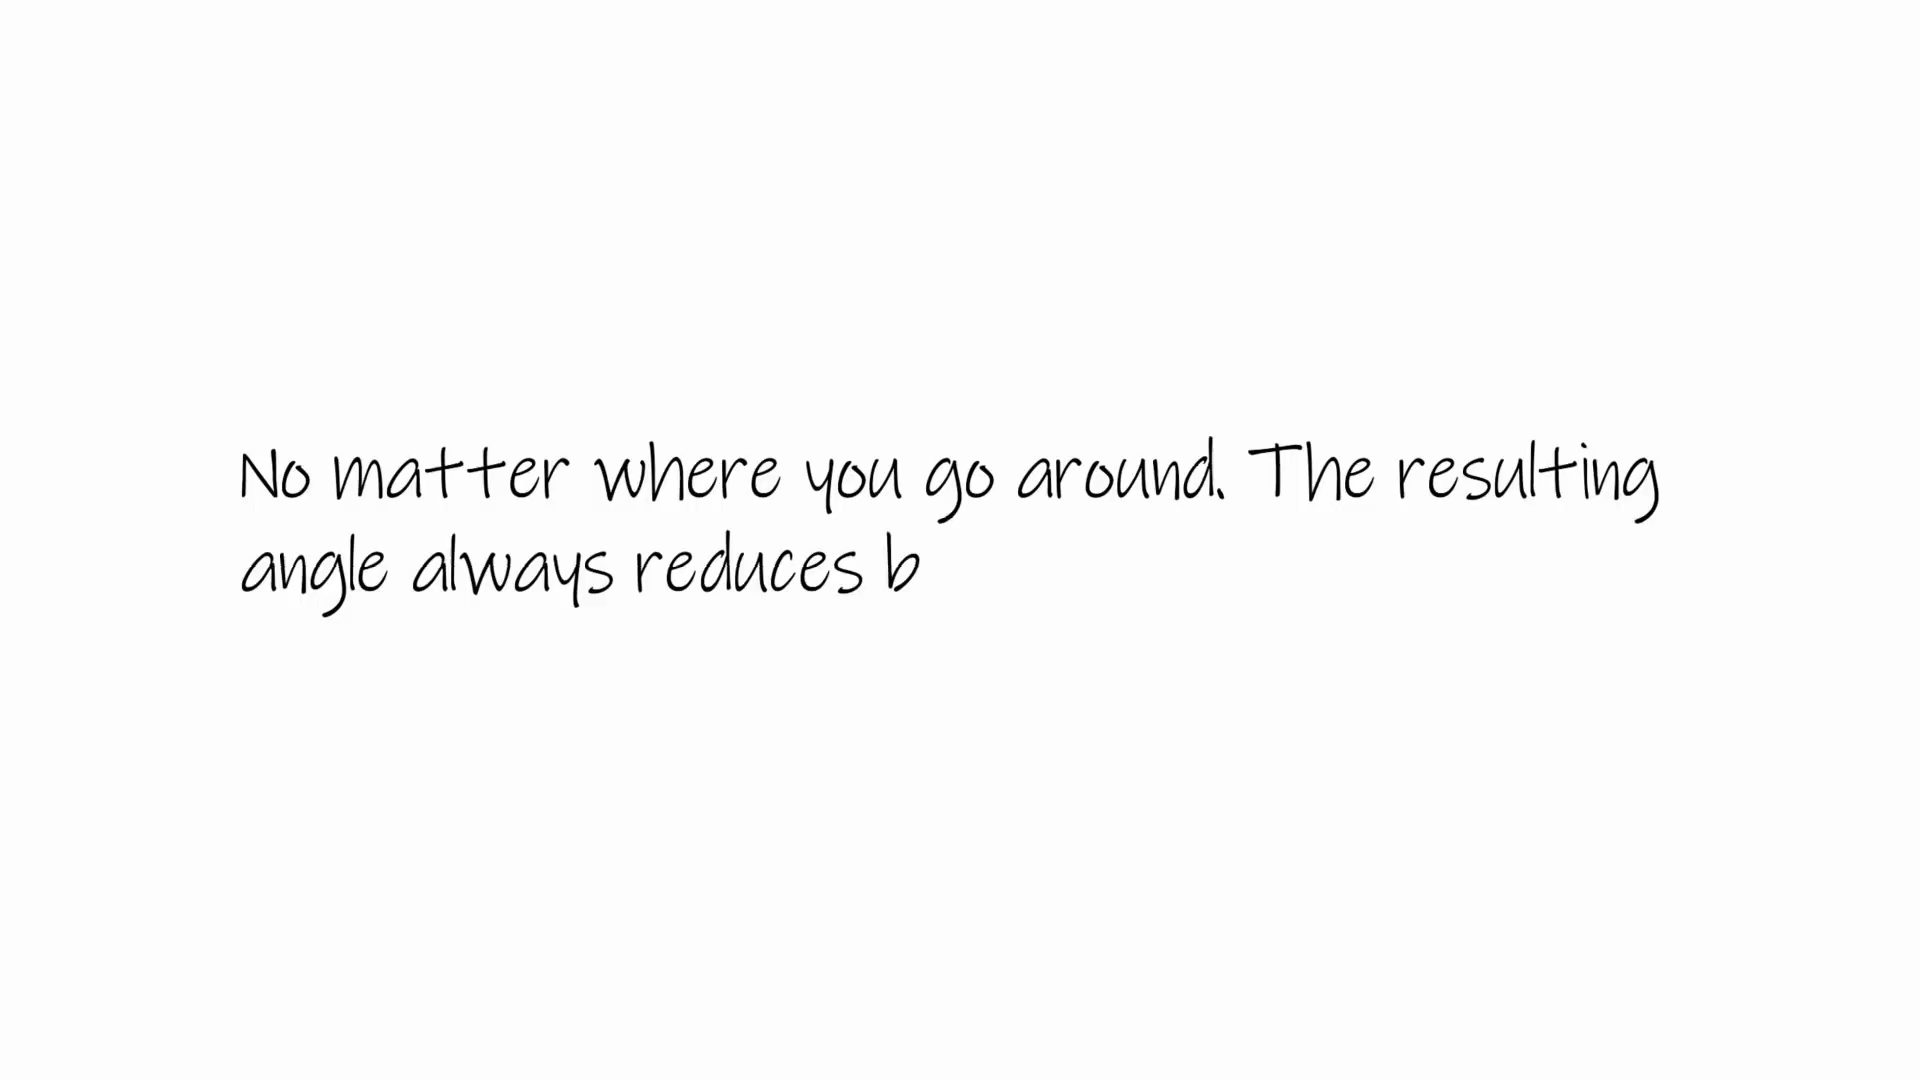 No matter where you go around. The resulting
angle always reduces b